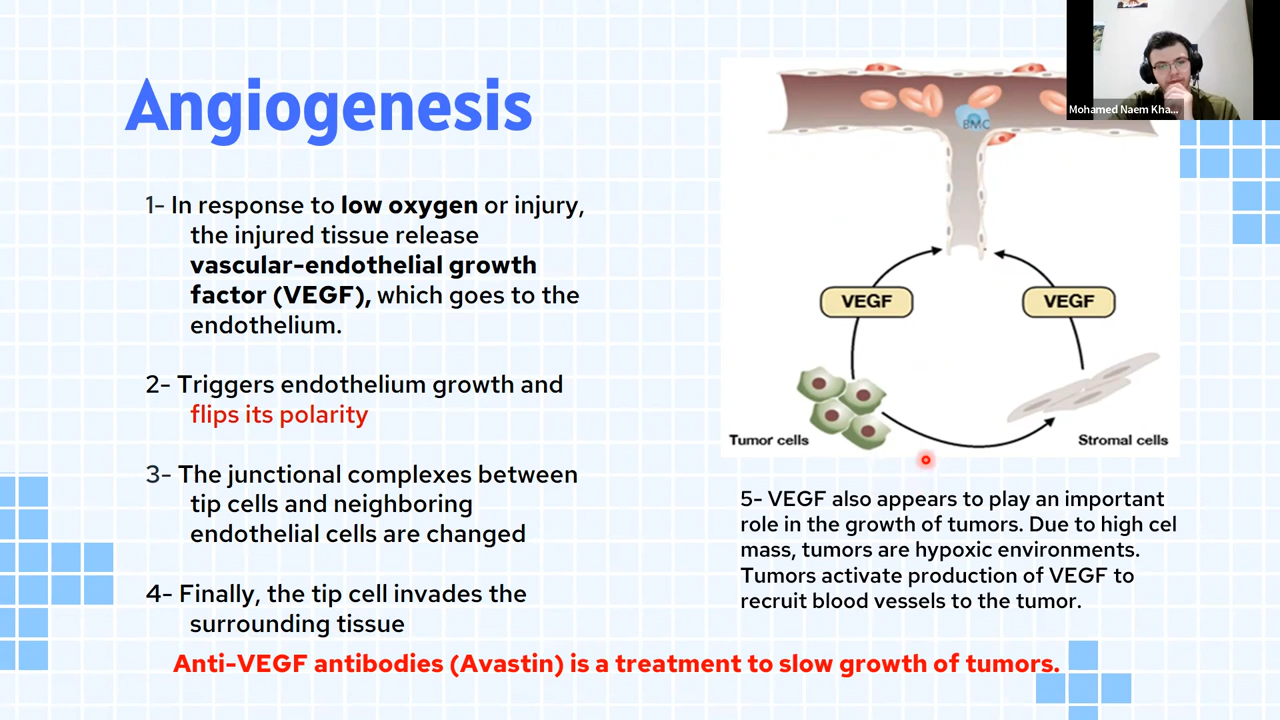 Angiogenesis
1- In response to low oxygen or injury,
the injured tissue release
vascular-endothelial growth
factor (VEGF), which goes to the
endothelium.
2- Triggers endothelium growth and
flips its polarity
3- The junctional complexes between
tip cells and neighboring
endothelial cells are changed
4- Finally, the tip cell invades the
surrounding tissue
BMC
VEGF
VEGF
Tumor cells
Stromal cells
5- VEGF also appears to play an important
role in the growth of tumors. Due to high cel
mass, tumors are hypoxic environments.
Tumors activate production of VEGF to
recruit blood vessels to the tumor.
Anti-VEGF antibodies (Avastin) is a treatment to slow growth of tumors.
Mohamed Naem Kha...